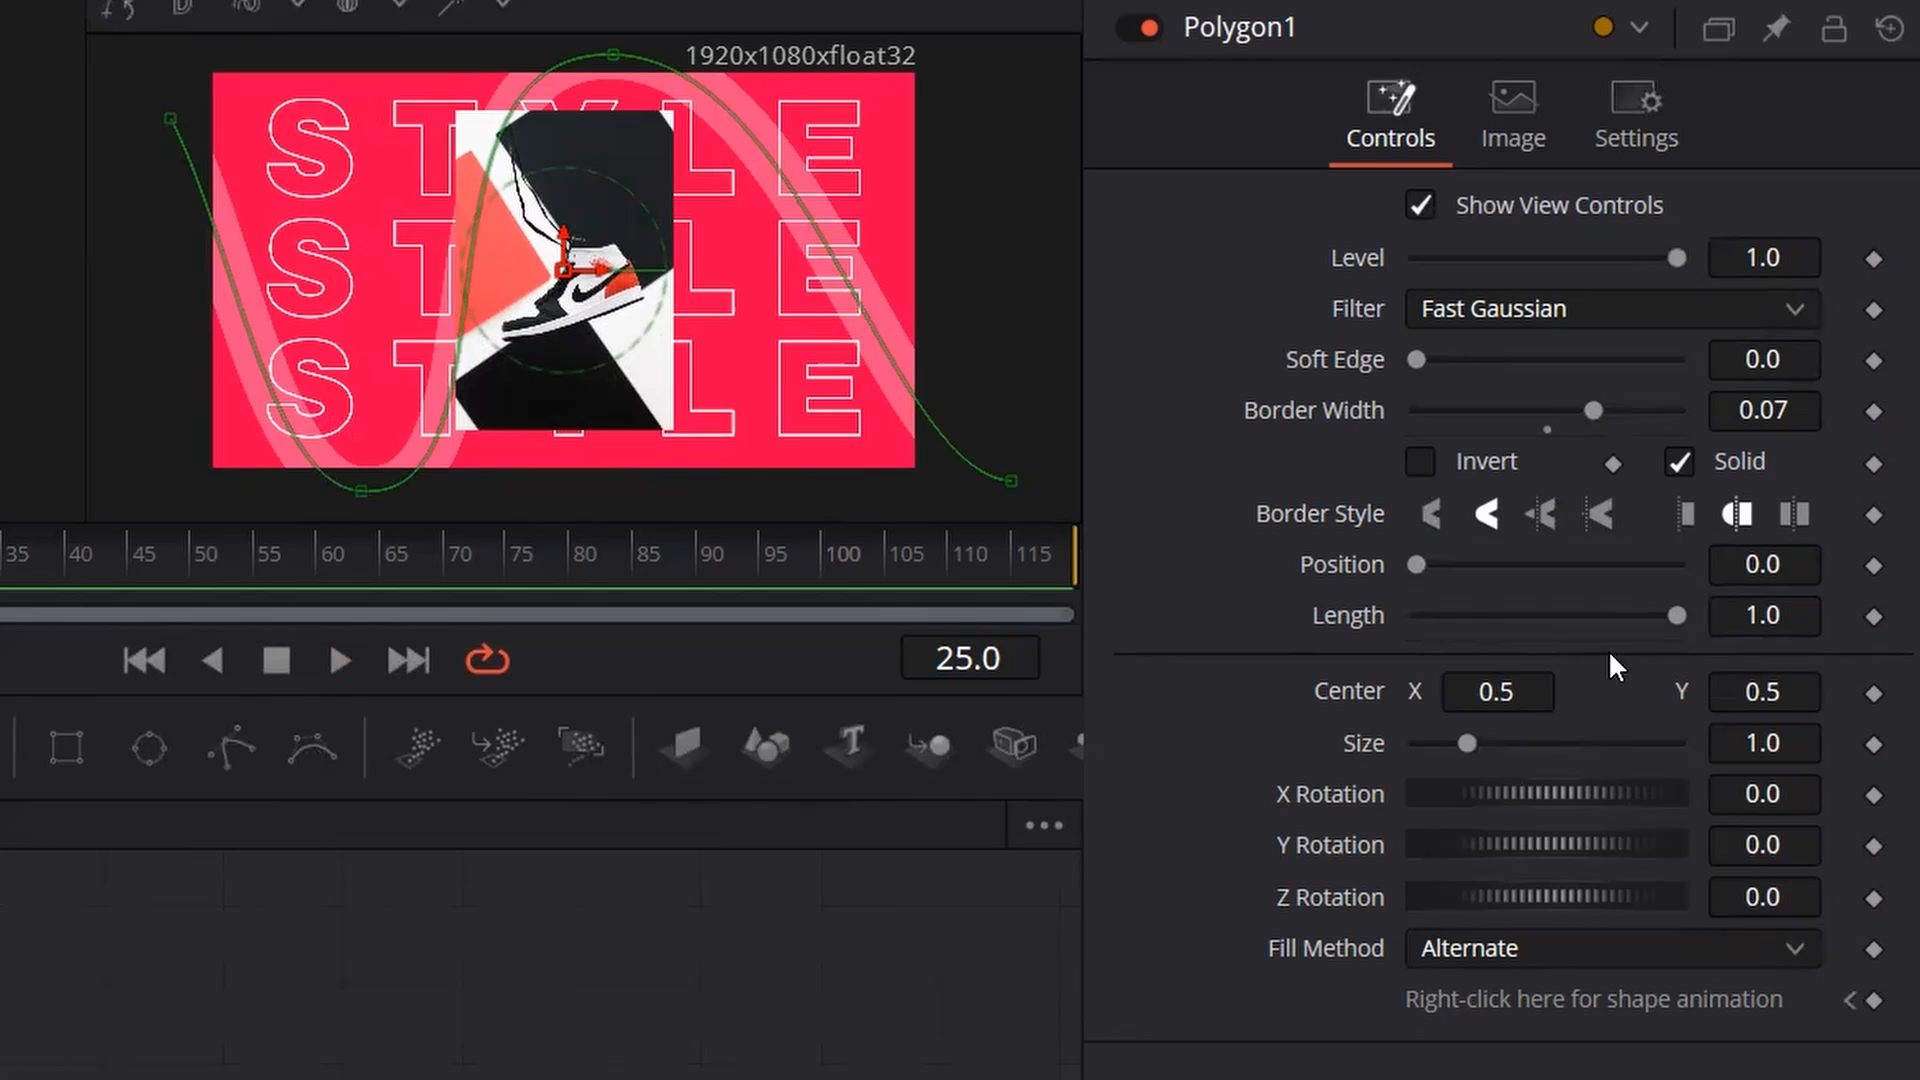 Polygon1
1920x1080xfloat32
STYLE
STYLE
STYLE
Controls
Image
Settings
Show View Controls
Level 1.0
Filter Fast Gaussian
Soft Edge 0.0
Border Width 0.07
Invert Solid
Border Style
Position 0.0
Length 1.0
35 40 45 50 55 60 65 70 75 80 85 90 95 100 105 110 115
25.0
Center X 0.5 Y 0.5
Size 1.0
X Rotation 0.0
Y Rotation 0.0
Z Rotation 0.0
Fill Method Alternate
Right-click here for shape animation